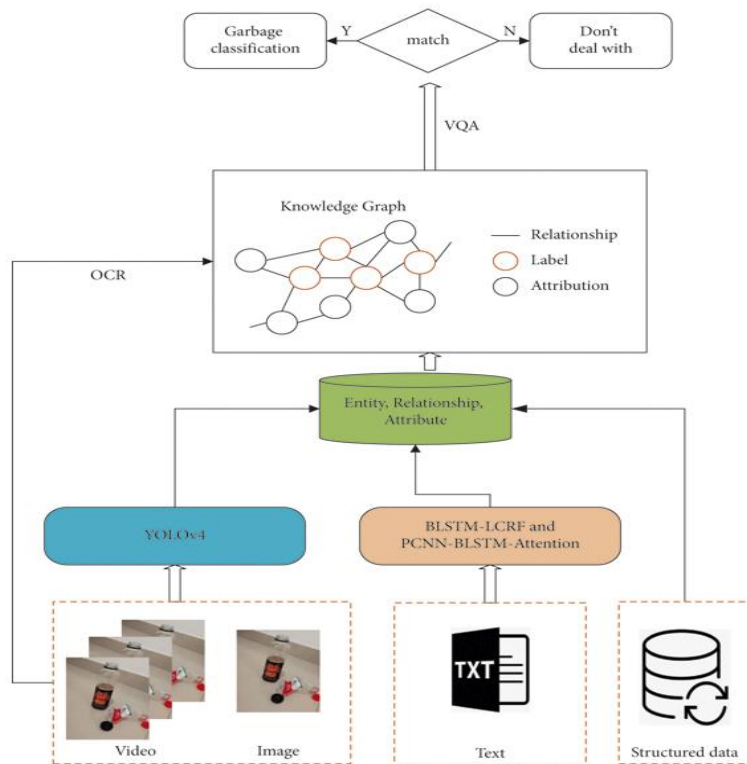 Garbage
classification
Y
match
N
Don't
deal with
VQA
Knowledge Graph
Relationship
Label
Attribution
OCR
Entity, Relationship,
Attribute
YOLOv4
BLSTM-LCRF and
PCNN-BLSTM-Attention
TXT
Video
Image
Text
Structured data